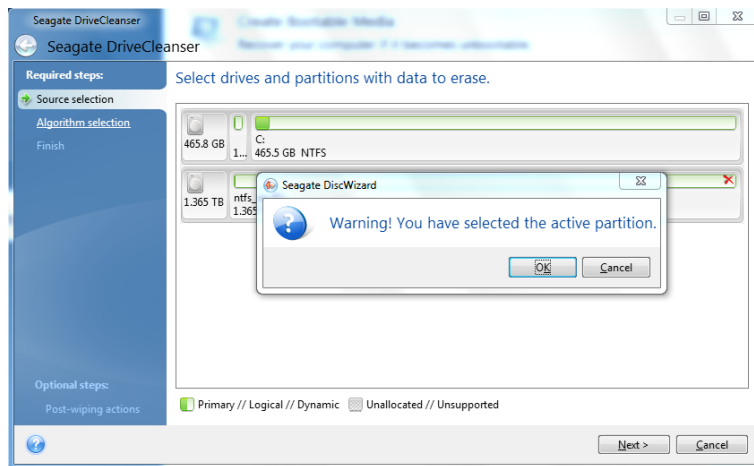 Seagate DriveCleanser
Create Bootable Media
Seagate DriveCleanser
Recover your computer if it becomes unbootable
Required steps:
Source selection
Algorithm selection
Finish
Select drives and partitions with data to erase.
465.8 GB
1...
C:
465.5 GB NTFS
1.365 TB
ntfs_
1.365
Seagate DiscWizard
Warning! You have selected the active partition.
OK
Cancel
Optional steps:
Post-wiping actions
Primary // Logical // Dynamic
Unallocated // Unsupported
Next >
Cancel